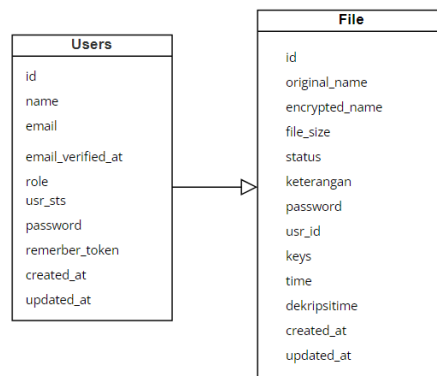 Users
id
name
email
email_verified_at
role
usr_sts
password
remerber_token
created_at
updated_at
File
id
original_name
encrypted_name
file_size
status
keterangan
password
usr_id
keys
time
dekripsitime
created_at
updated_at